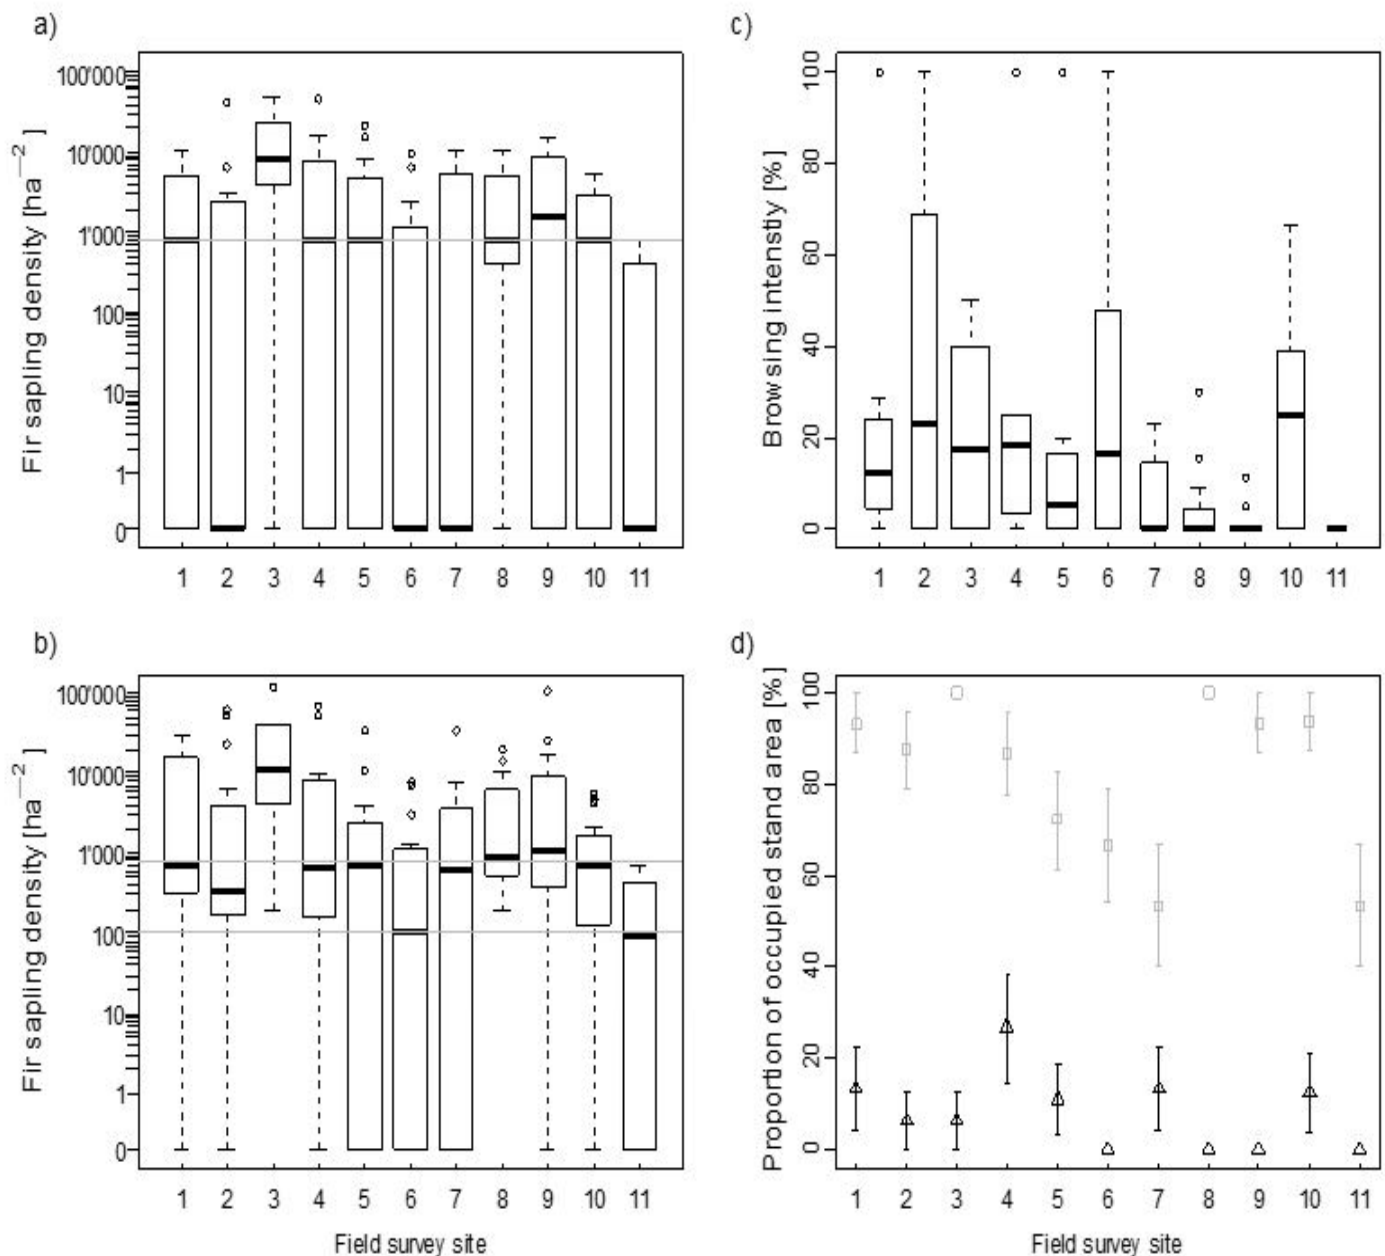 a)
Fir sapling density [ha—2 ]
100'000
10'000
1'000
100
10
1
0
1 2 3 4 5 6 7 8 9 10 11
c)
Browsing intenstiy [%]
100
80
60
40
20
0
1 2 3 4 5 6 7 8 9 10 11
b)
Fir sapling density [ha—2 ]
100'000
10'000
1'000
100
10
1
0
1 2 3 4 5 6 7 8 9 10 11
Field survey site
d)
Proportion of occupied stand area [%]
100
80
60
40
20
0
1 2 3 4 5 6 7 8 9 10 11
Field survey site